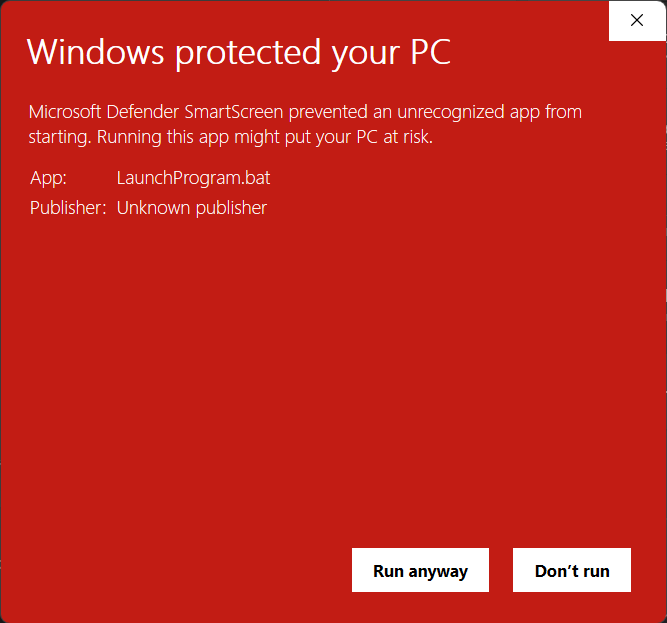 Windows protected your PC
Microsoft Defender SmartScreen prevented an unrecognized app from
starting. Running this app might put your PC at risk.
App: LaunchProgram.bat
Publisher: Unknown publisher
Run anyway Don’t run